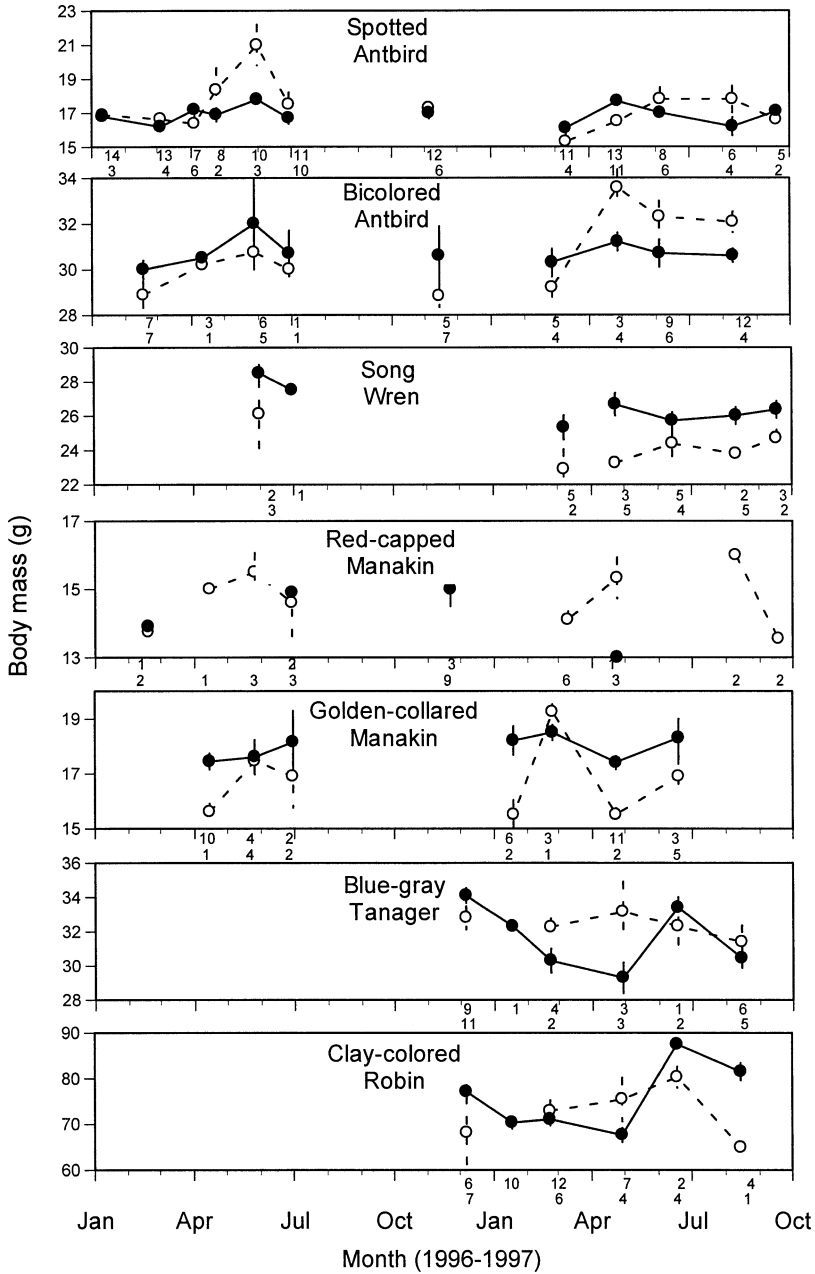 23
21
19
17
15
Spotted
Antbird
14 13 7 8 10 11 12 11 13 8 6 5
3 4 6 2 3 10 6 4 11 6 4 2
34
32
30
28
Bicolored
Antbird
7 3 6 1 5 5 3 9 12
7 1 5 1 7 4 4 6 4
30
28
26
24
22
Song
Wren
2 1 5 3 5 2 3
3 2 5 4 5 2
17
15
13
Red-capped
Manakin
1 2 3
2 1 3 3 9 6 3 2 2
19
17
15
Golden-collared
Manakin
10 4 2 6 3 11 3
1 4 2 2 1 2 5
36
34
32
30
28
Blue-gray
Tanager
9 1 4 3 1 6
11 2 3 2 5
90
80
70
60
Clay-colored
Robin
6 10 12 7 2 4
7 6 4 4 1
Jan Apr Jul Oct Jan Apr Jul Oct
Month (1996-1997)
Body mass (g)